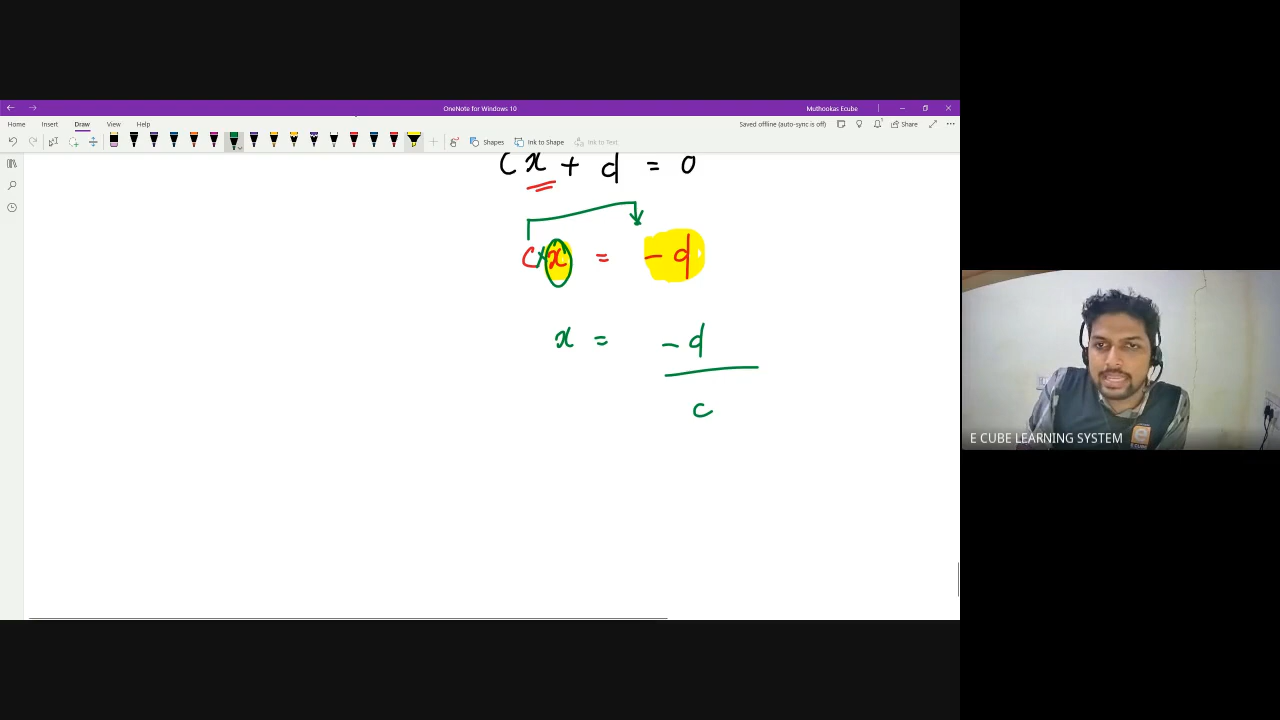 OneNote for Windows 10
Muthookas Ecube
Home Insert Draw View Help
Saved offline (auto-sync is off)
Share
Shapes
Ink to Shape
Ink to Text
cx + d = 0
c×x = -d
x = -d
c
E CUBE LEARNING SYSTEM
e
E CUBE